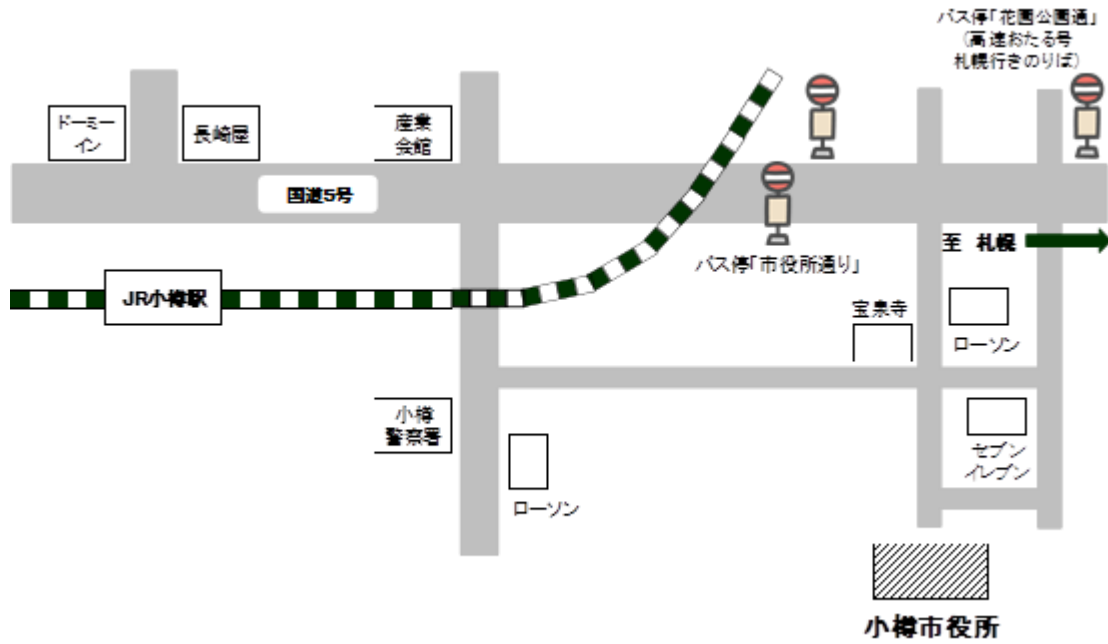 バス停「花園公園通」
(高速おたる号
札幌行きのりば)
ドーミー
イン
長崎屋
産業
会館
国道5号
バス停「市役所通り」
至 札幌
JR小樽駅
宝泉寺
ローソン
小樽
警察署
ローソン
セブン
イレブン
小樽市役所